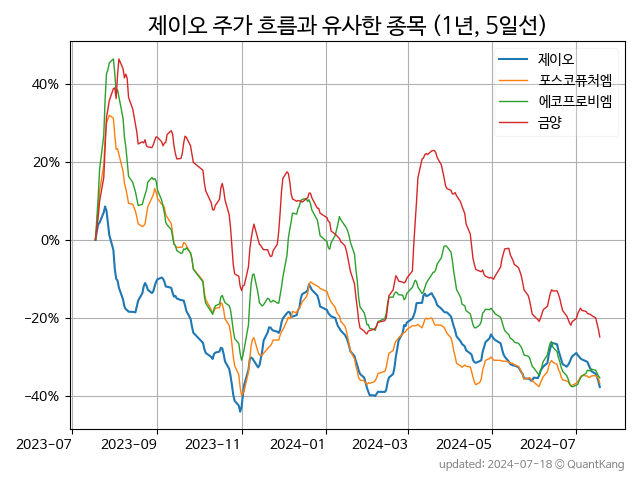 제이오 주가 흐름과 유사한 종목 (1년, 5일선)
제이오
포스코퓨처엠
에코프로비엠
금양
40%
20%
0%
−20%
−40%
2023-07 2023-09 2023-11 2024-01 2024-03 2024-05 2024-07
updated: 2024-07-18 © QuantKang